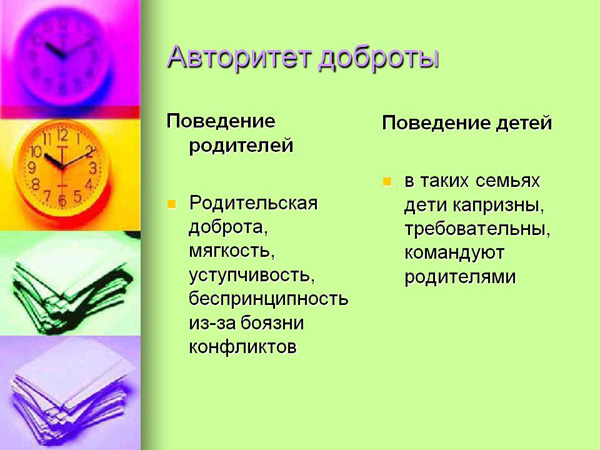 Авторитет доброты
Поведение
родителей
Родительская
доброта,
мягкость,
уступчивость,
беспринципность
из-за боязни
конфликтов
Поведение детей
в таких семьях
дети капризны,
требовательны,
командуют
родителями